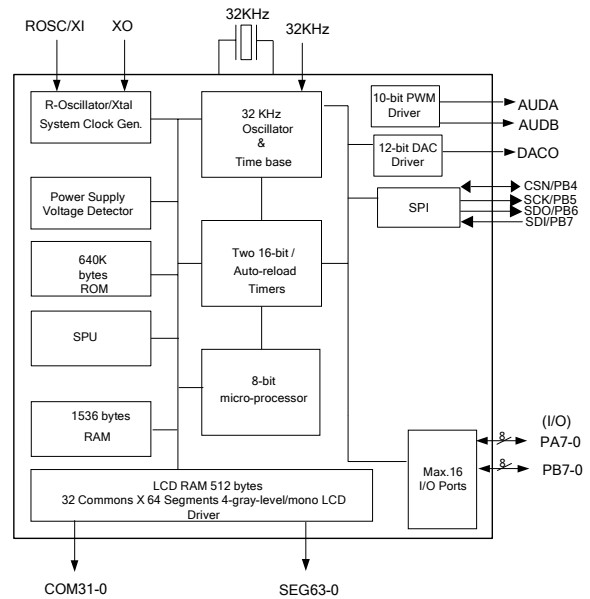 ROSC/XI
XO
32KHz
32KHz
R-Oscillator/Xtal
System Clock Gen.
32 KHz
Oscillator
&
Time base
10-bit PWM
Driver
AUDA
AUDB
12-bit DAC
Driver
DACO
Power Supply
Voltage Detector
SPI
CSN/PB4
SCK/PB5
SDO/PB6
SDI/PB7
640K
bytes
ROM
Two 16-bit /
Auto-reload
Timers
SPU
8-bit
micro-processor
1536 bytes
RAM
Max.16
I/O Ports
(I/O)
8
PA7-0
8
PB7-0
LCD RAM 512 bytes
32 Commons X 64 Segments 4-gray-level/mono LCD
Driver
COM31-0
SEG63-0